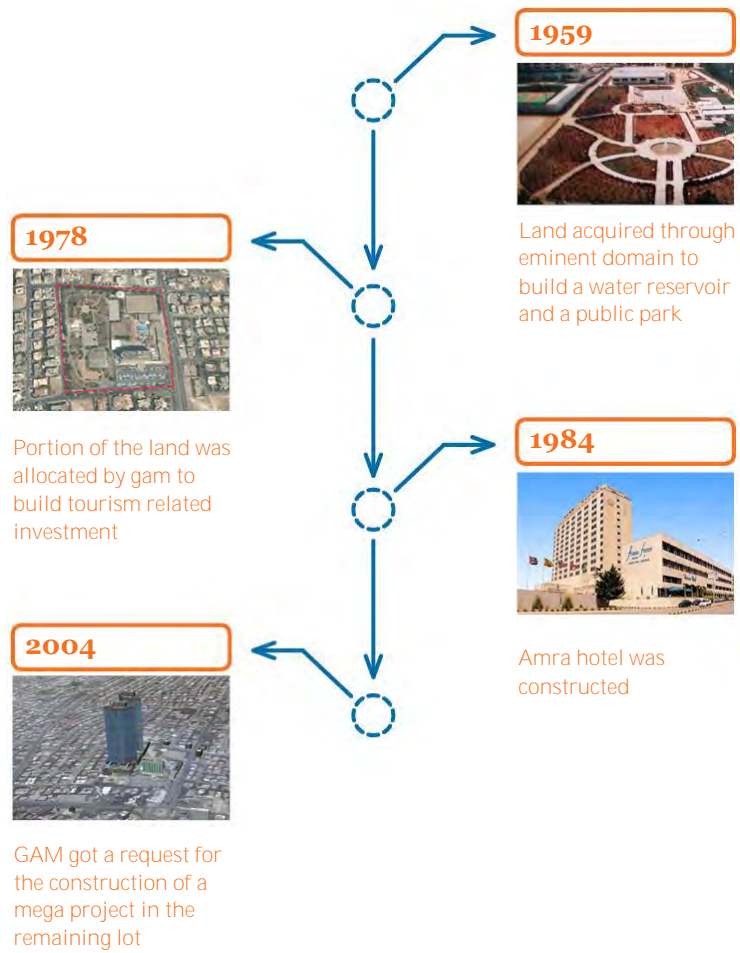 1959
Land acquired through
eminent domain to
build a water reservoir
and a public park
1978
Portion of the land was
allocated by gam to
build tourism related
investment
1984
Amra hotel was
constructed
2004
GAM got a request for
the construction of a
mega project in the
remaining lot